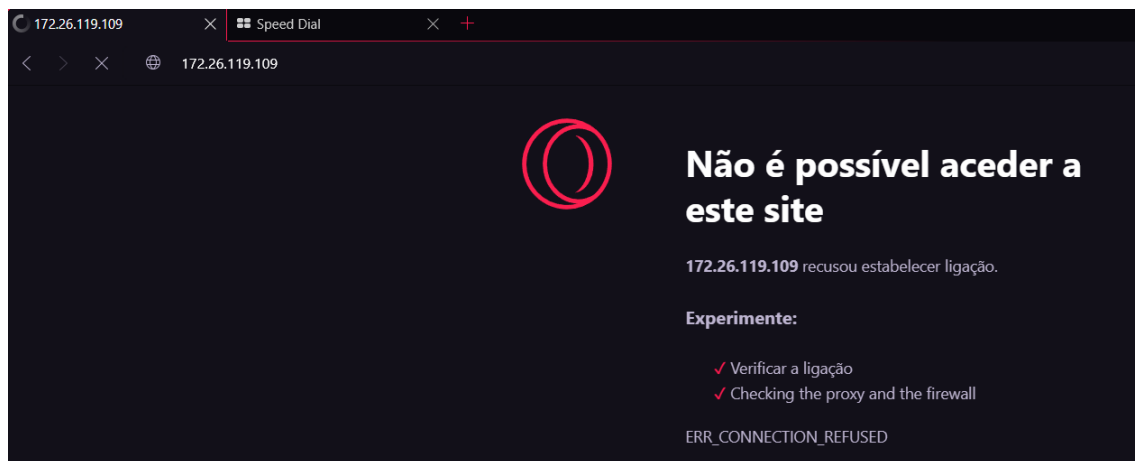 172.26.119.109
Speed Dial
172.26.119.109
Não é possível aceder a
este site
172.26.119.109 recusou estabelecer ligação.
Experimente:
Verificar a ligação
Checking the proxy and the firewall
ERR_CONNECTION_REFUSED